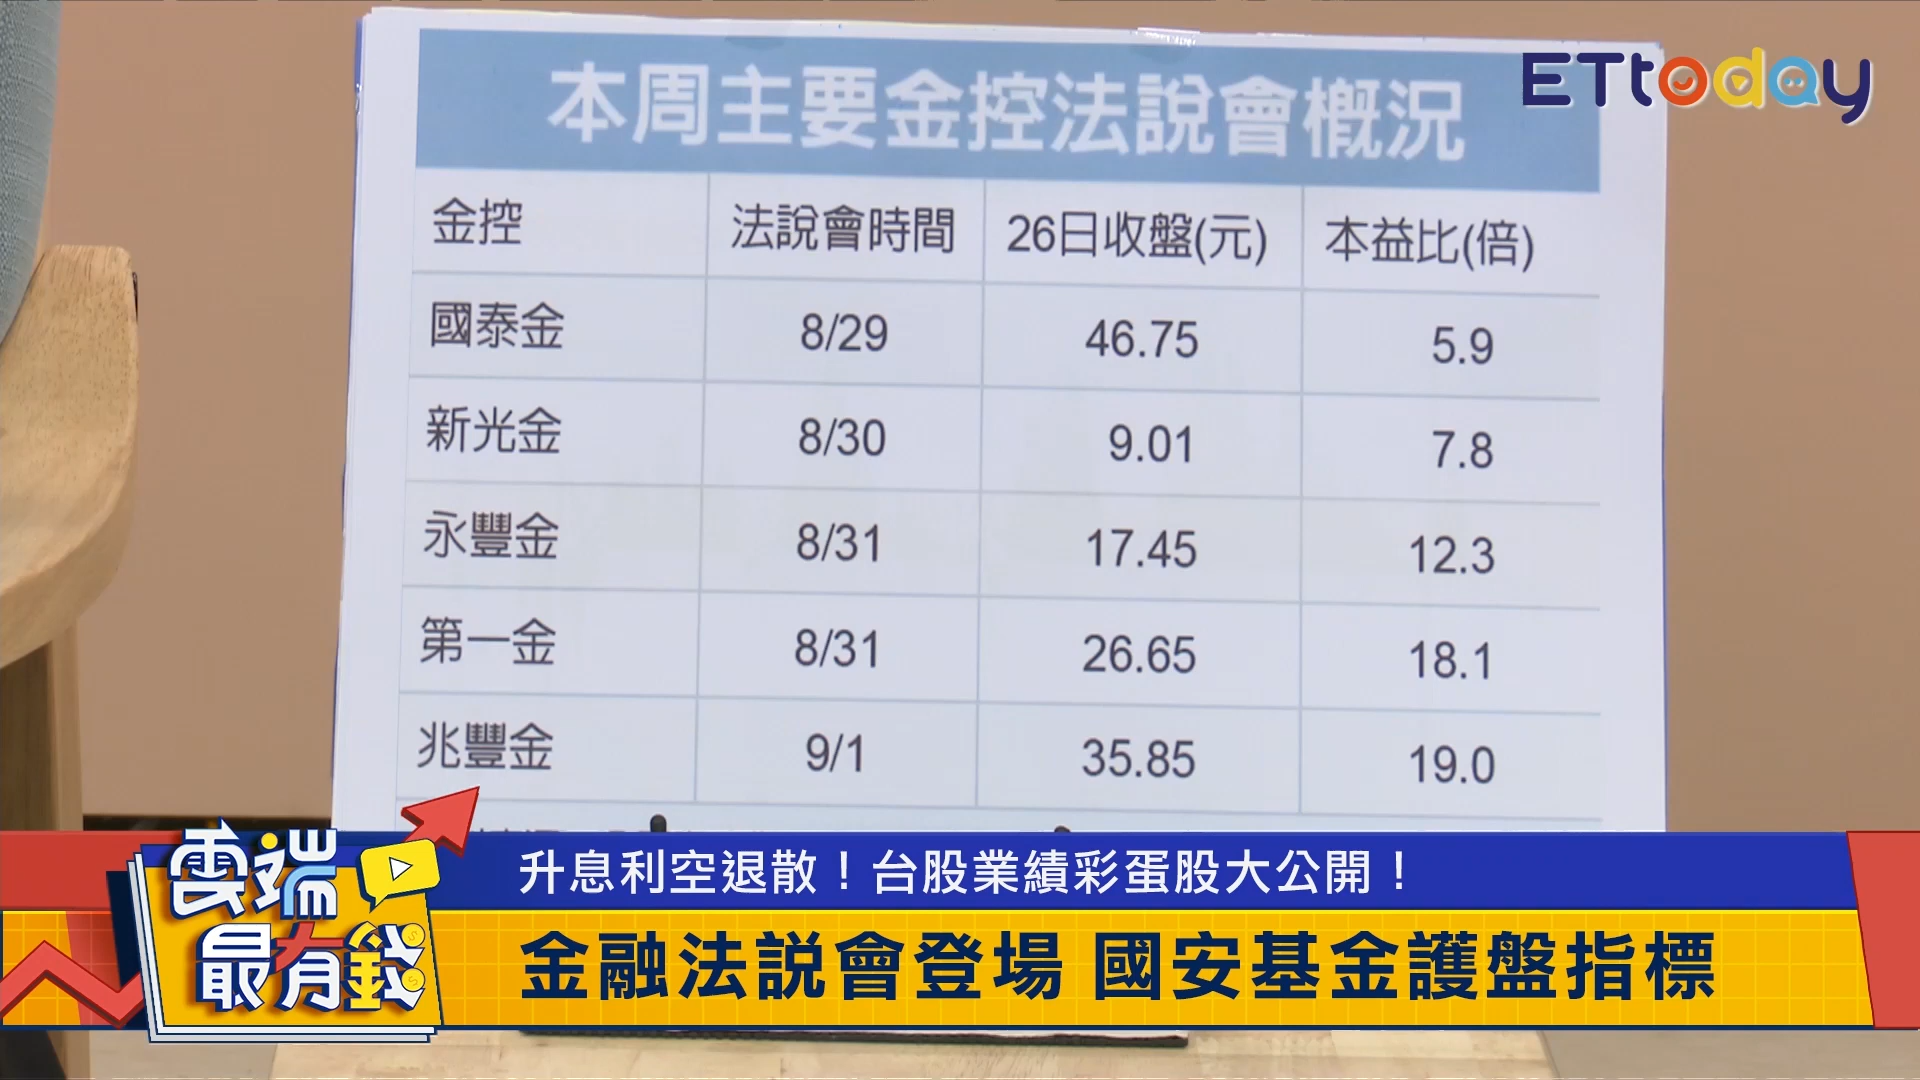 ETtoday
本周主要金控法說會概況
金控 法說會時間 26日收盤(元) 本益比(倍)
國泰金 8/29 46.75 5.9
新光金 8/30 9.01 7.8
永豐金 8/31 17.45 12.3
第一金 8/31 26.65 18.1
兆豐金 9/1 35.85 19.0
雲端
最有錢
升息利空退散！台股業績彩蛋股大公開！
金融法說會登場 國安基金護盤指標